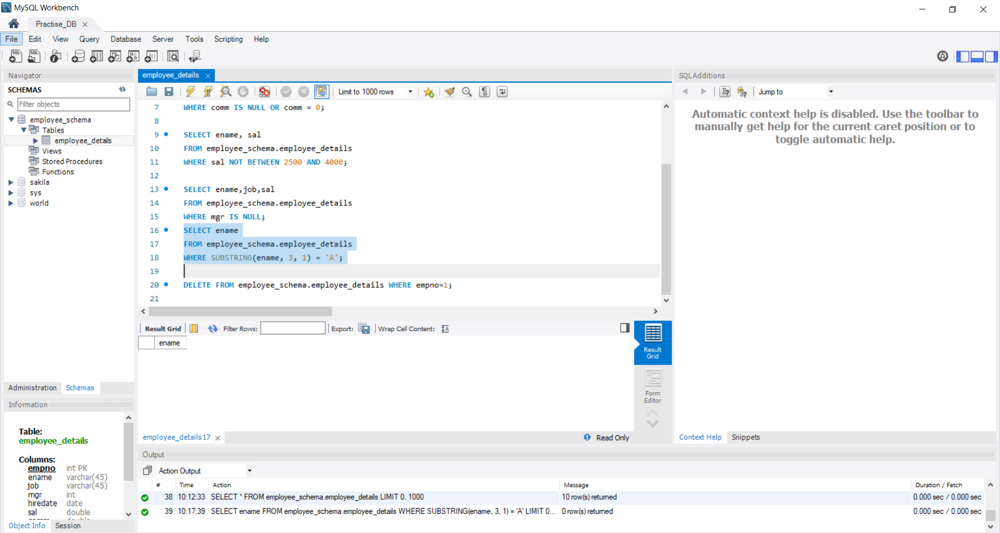 MySQL Workbench
Practise_DB
File Edit View Query Database Server Tools Scripting Help
Navigator
SCHEMAS
Filter objects
employee_schema
Tables
employee_details
Views
Stored Procedures
Functions
sakila
sys
world
Administration Schemas
Information
Table:
employee_details
Columns:
empno int PK
ename varchar(45)
job varchar(45)
mgr int
hiredate date
sal double
Object Info Session
employee_details
Limit to 1000 rows
7 WHERE comm IS NULL OR comm = 0;
8
9 SELECT ename, sal
10 FROM employee_schema.employee_details
11 WHERE sal NOT BETWEEN 2500 AND 4000;
12
13 SELECT ename,job,sal
14 FROM employee_schema.employee_details
15 WHERE mgr IS NULL;
16 SELECT ename
17 FROM employee_schema.employee_details
18 WHERE SUBSTRING(ename, 3, 1) = 'A';
19
20 DELETE FROM employee_schema.employee_details WHERE empno=1;
21
Result Grid Filter Rows: Export: Wrap Cell Content:
ename
Result
Grid
Form
Editor
employee_details 17
Read Only
SQLAdditions
Jump to
Automatic context help is disabled. Use the toolbar to
manually get help for the current caret position or to
toggle automatic help.
Context Help Snippets
Output
Action Output
# Time Action Message Duration / Fetch
38 10:12:33 SELECT * FROM employee_schema.employee_details LIMIT 0, 1000 10 row(s) returned 0.000 sec / 0.000 sec
39 10:17:39 SELECT ename FROM employee_schema.employee_details WHERE SUBSTRING(ename, 3, 1) = 'A' LIMIT 0... 0 row(s) returned 0.000 sec / 0.000 sec